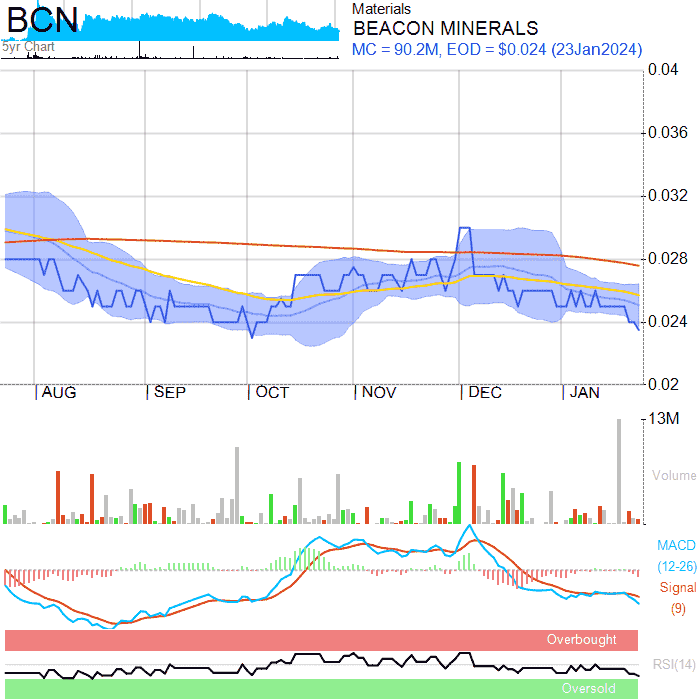 BCN
5yr Chart
Materials
BEACON MINERALS
MC = 90.2M, EOD = $0.024 (23Jan2024)
0.04
0.036
0.032
0.028
0.024
0.02
AUG SEP OCT NOV DEC JAN
13M
Volume
MACD
(12-26)
Signal
(9)
Overbought
RSI(14)
Oversold